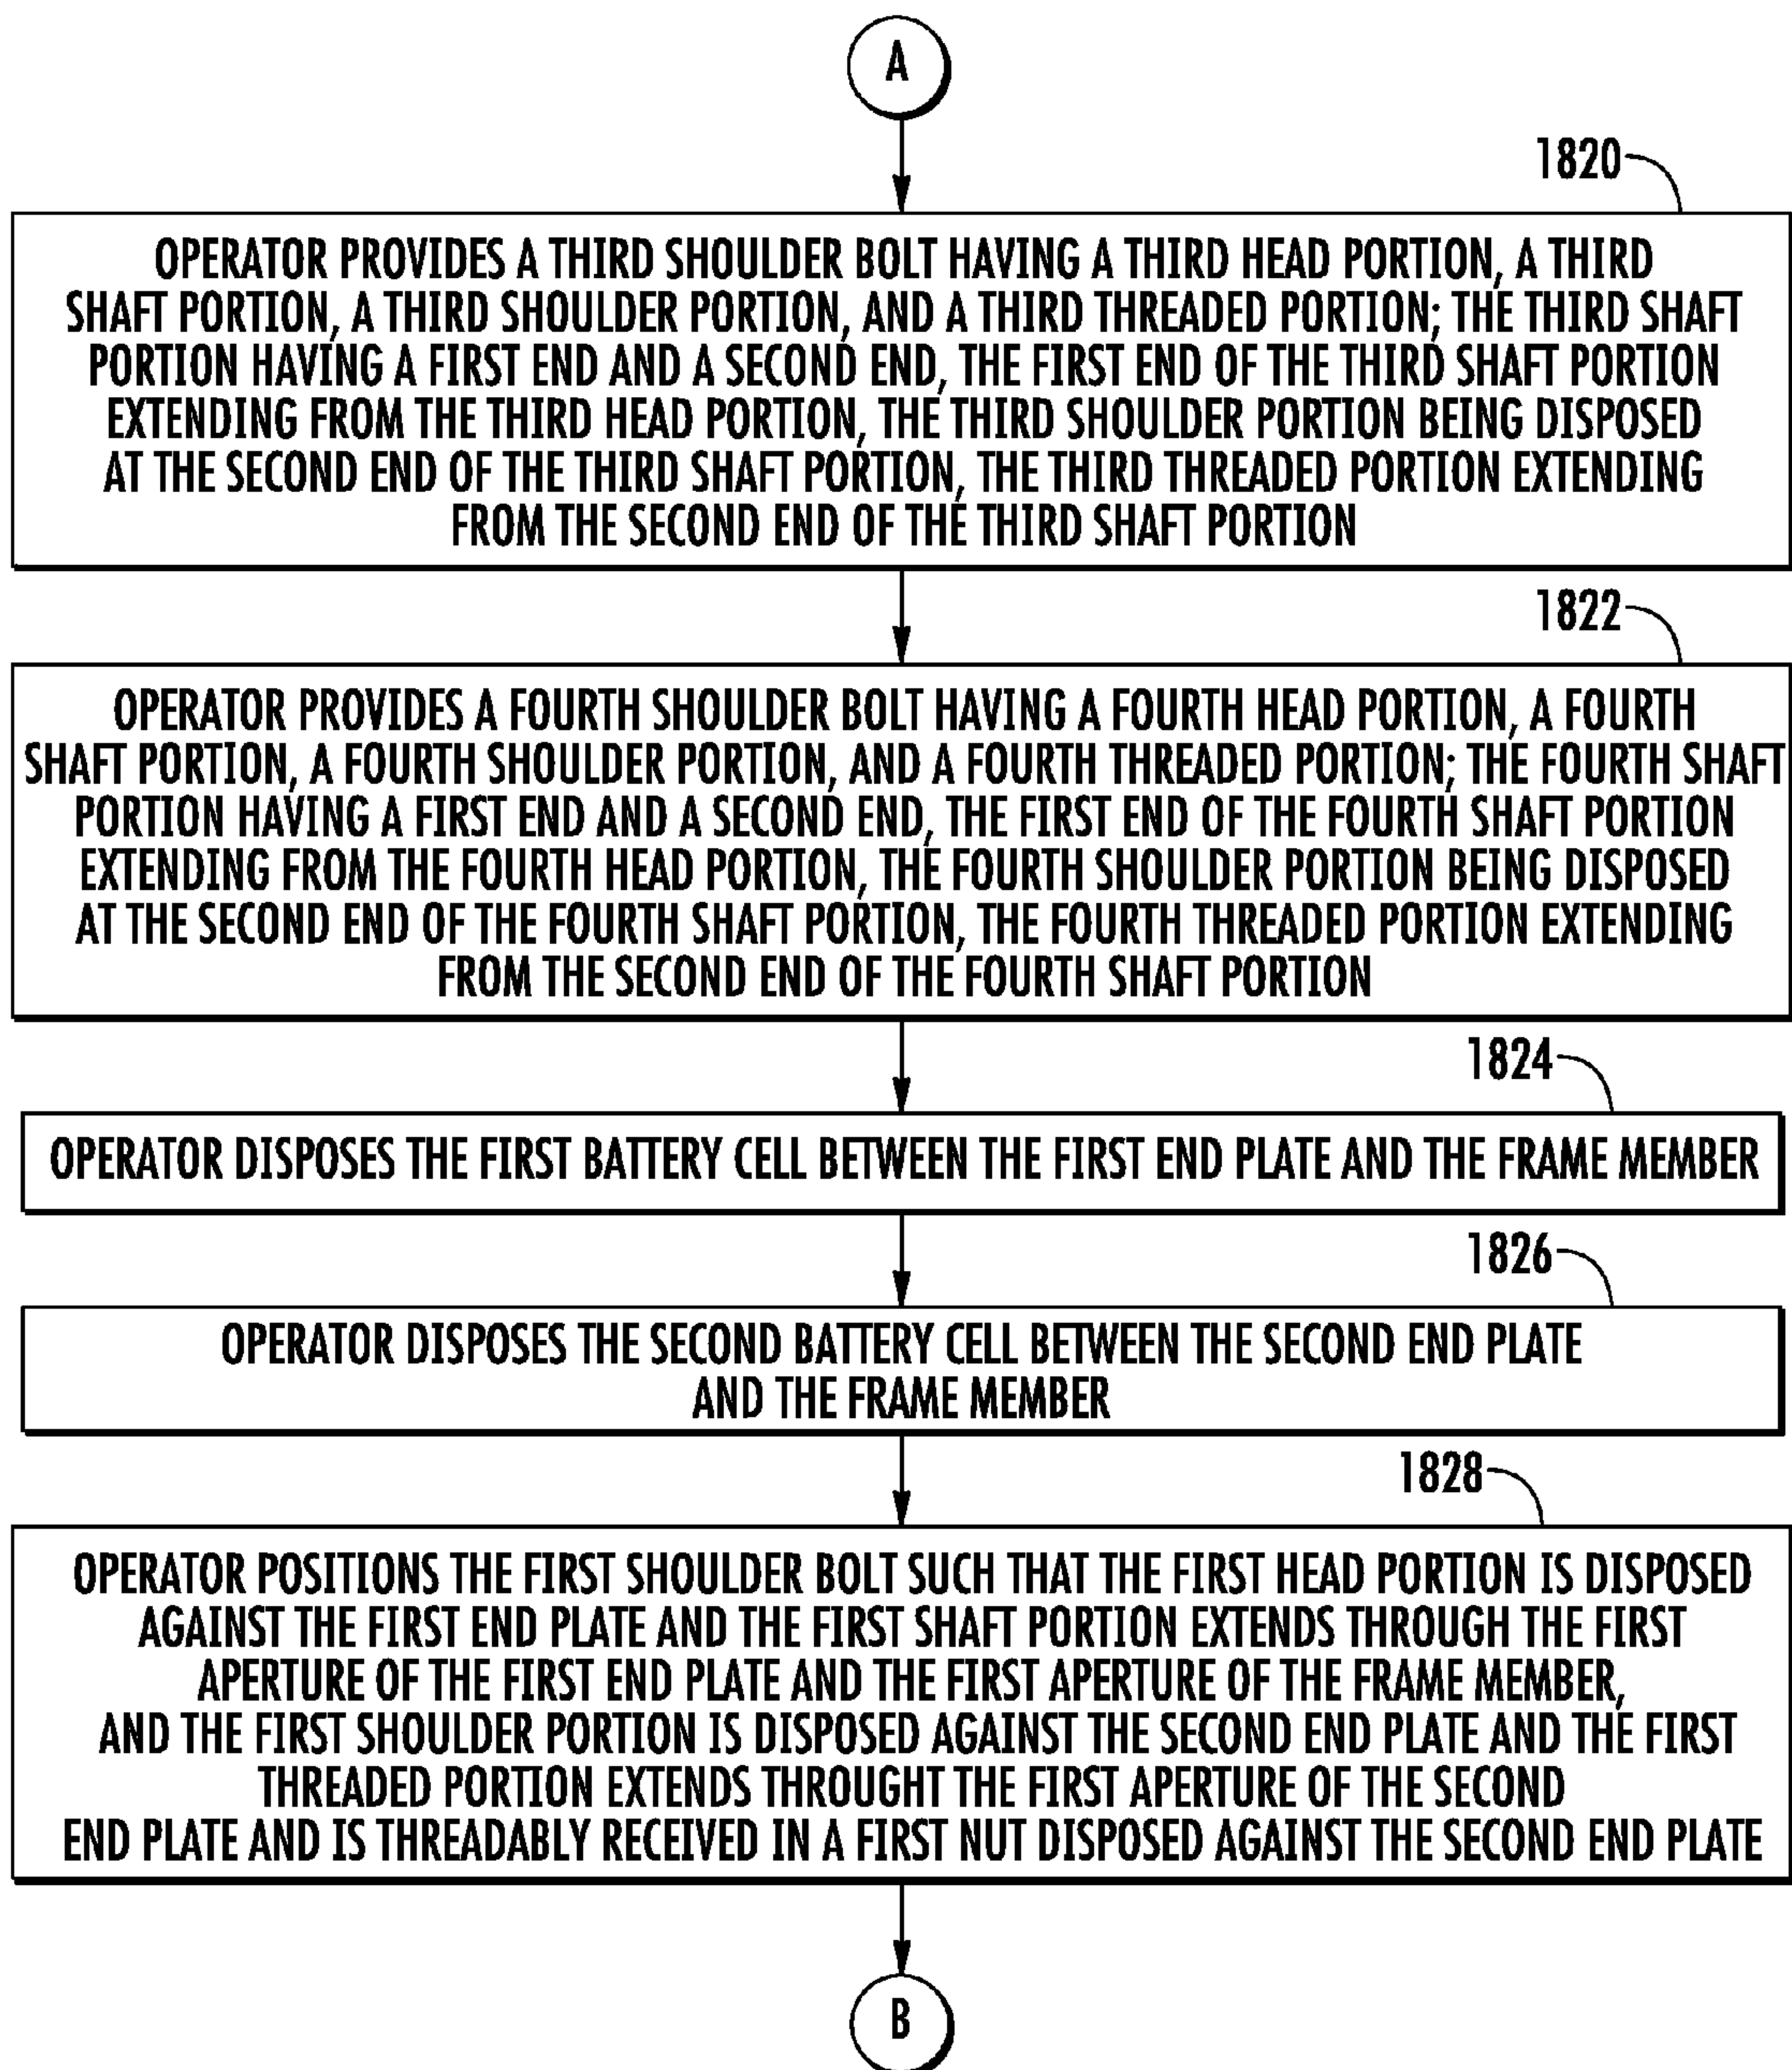 A
1820
OPERATOR PROVIDES A THIRD SHOULDER BOLT HAVING A THIRD HEAD PORTION, A THIRD
SHAFT PORTION, A THIRD SHOULDER PORTION, AND A THIRD THREADED PORTION; THE THIRD SHAFT
PORTION HAVING A FIRST END AND A SECOND END, THE FIRST END OF THE THIRD SHAFT PORTION
EXTENDING FROM THE THIRD HEAD PORTION, THE THIRD SHOULDER PORTION BEING DISPOSED
AT THE SECOND END OF THE THIRD SHAFT PORTION, THE THIRD THREADED PORTION EXTENDING
FROM THE SECOND END OF THE THIRD SHAFT PORTION
1822
OPERATOR PROVIDES A FOURTH SHOULDER BOLT HAVING A FOURTH HEAD PORTION, A FOURTH
SHAFT PORTION, A FOURTH SHOULDER PORTION, AND A FOURTH THREADED PORTION; THE FOURTH SHAFT
PORTION HAVING A FIRST END AND A SECOND END, THE FIRST END OF THE FOURTH SHAFT PORTION
EXTENDING FROM THE FOURTH HEAD PORTION, THE FOURTH SHOULDER PORTION BEING DISPOSED
AT THE SECOND END OF THE FOURTH SHAFT PORTION, THE FOURTH THREADED PORTION EXTENDING
FROM THE SECOND END OF THE FOURTH SHAFT PORTION
1824
OPERATOR DISPOSES THE FIRST BATTERY CELL BETWEEN THE FIRST END PLATE AND THE FRAME MEMBER
1826
OPERATOR DISPOSES THE SECOND BATTERY CELL BETWEEN THE SECOND END PLATE
AND THE FRAME MEMBER
1828
OPERATOR POSITIONS THE FIRST SHOULDER BOLT SUCH THAT THE FIRST HEAD PORTION IS DISPOSED
AGAINST THE FIRST END PLATE AND THE FIRST SHAFT PORTION EXTENDS THROUGH THE FIRST
APERTURE OF THE FIRST END PLATE AND THE FIRST APERTURE OF THE FRAME MEMBER,
AND THE FIRST SHOULDER PORTION IS DISPOSED AGAINST THE SECOND END PLATE AND THE FIRST
THREADED PORTION EXTENDS THROUGHT THE FIRST APERTURE OF THE SECOND
END PLATE AND IS THREADABLY RECEIVED IN A FIRST NUT DISPOSED AGAINST THE SECOND END PLATE
B